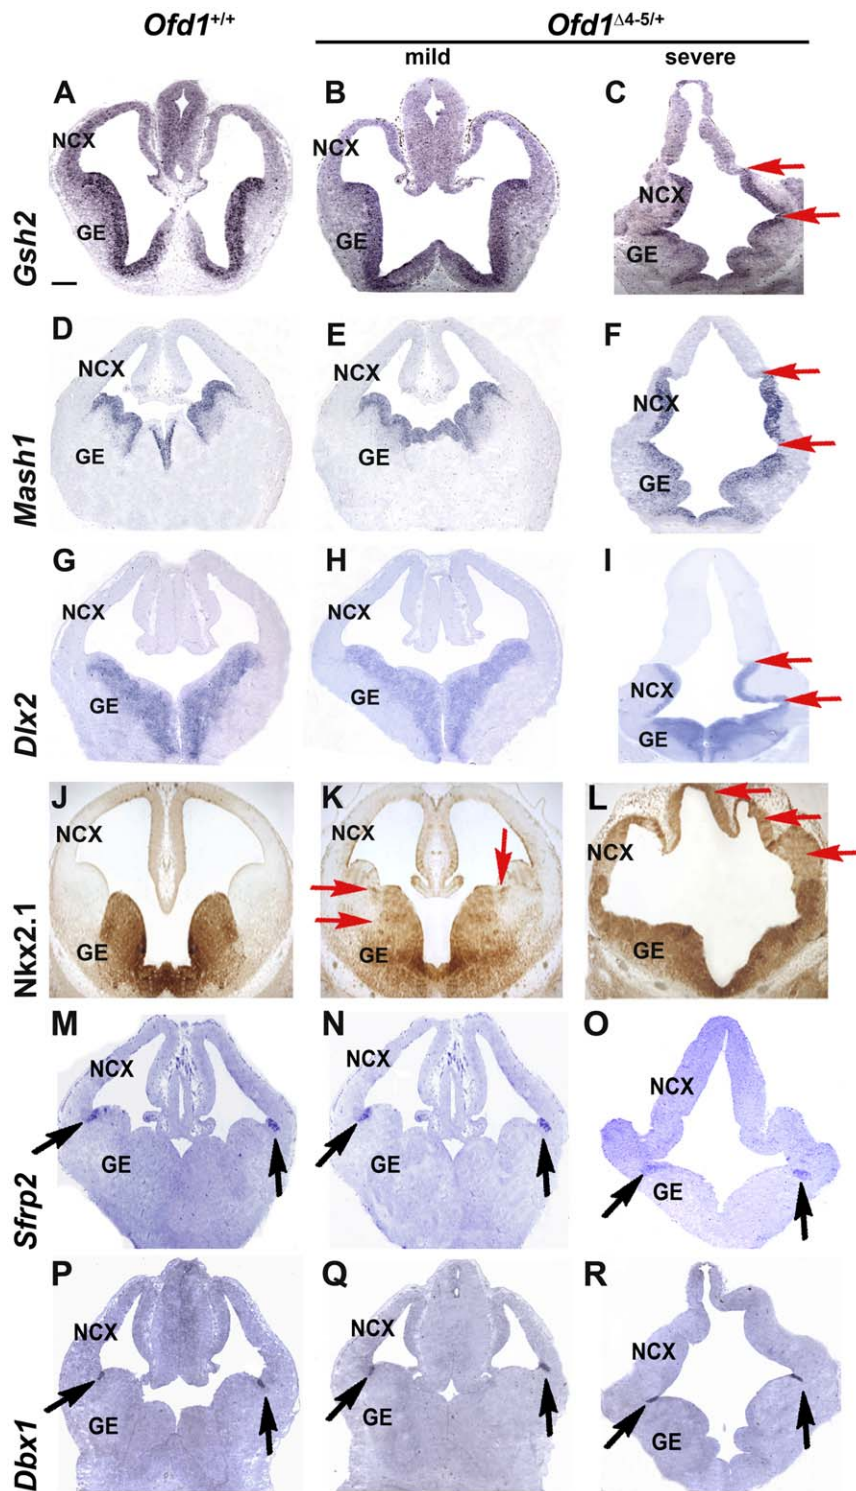 Ofd1+/+ Ofd1Δ4-5/+
mild severe
A B C
NCX NCX NCX
GE GE GE
Gsh2
D E F
NCX NCX NCX
GE GE GE
Mash1
G H I
NCX NCX NCX
GE GE GE
Dlx2
J K L
NCX NCX NCX
GE GE GE
Nkx2.1
M N O
NCX NCX NCX
GE GE GE
Sfrp2
P Q R
NCX NCX NCX
GE GE GE
Dbx1